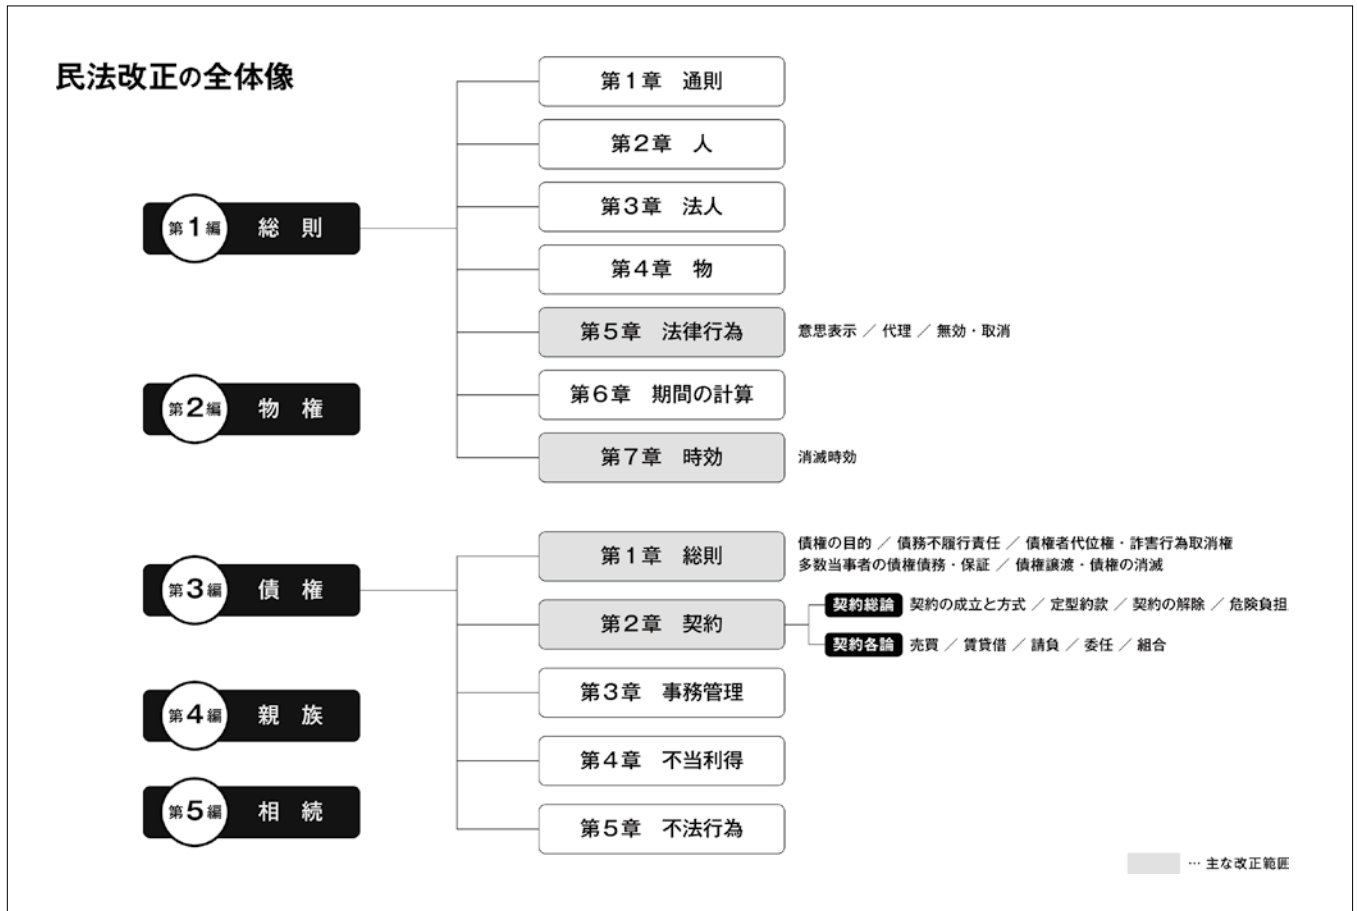 民法改正の全体像
第1編 総則
第1章 通則
第2章 人
第3章 法人
第4章 物
第5章 法律行為
意思表示 ／ 代理 ／ 無効・取消
第6章 期間の計算
第7章 時効
消滅時効
第2編 物権
第3編 債権
第1章 総則
債権の目的 ／ 債務不履行責任 ／ 債権者代位権・詐害行為取消権
多数当事者の債権債務・保証 ／ 債権譲渡・債権の消滅
第2章 契約
契約総論 契約の成立と方式 ／ 定型約款 ／ 契約の解除 ／ 危険負担
契約各論 売買 ／ 賃貸借 ／ 請負 ／ 委任 ／ 組合
第3章 事務管理
第4章 不当利得
第5章 不法行為
第4編 親族
第5編 相続
… 主な改正範囲